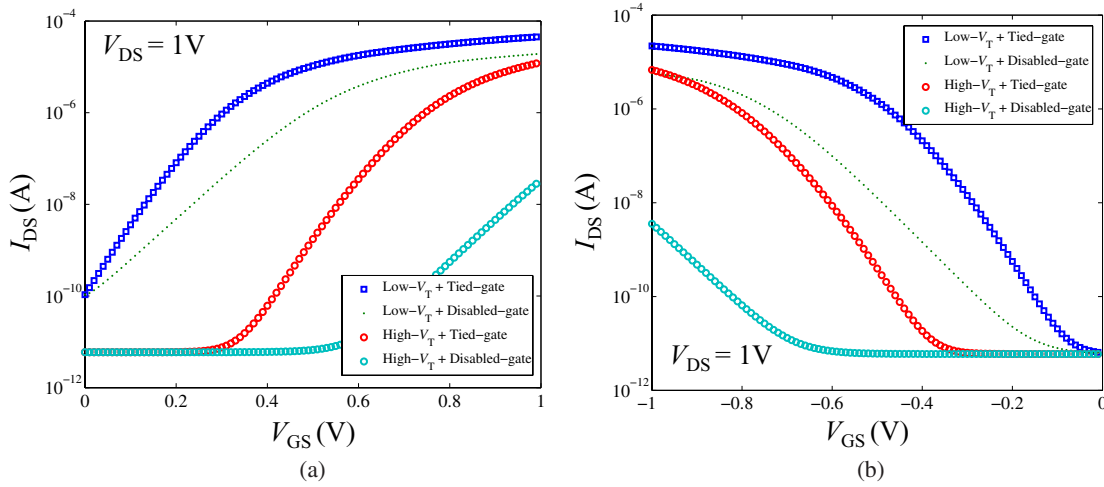 10⁻⁴
V_DS = 1V
10⁻⁶
10⁻⁸
10⁻¹⁰
10⁻¹²
I_DS (A)
Low−V_T + Tied−gate
Low−V_T + Disabled−gate
High−V_T + Tied−gate
High−V_T + Disabled−gate
0 0.2 0.4 0.6 0.8 1
V_GS (V)
(a)
10⁻⁴
10⁻⁶
10⁻⁸
10⁻¹⁰
10⁻¹²
I_DS (A)
Low−V_T + Tied−gate
Low−V_T + Disabled−gate
High−V_T + Tied−gate
High−V_T + Disabled−gate
V_DS = 1V
−1 −0.8 −0.6 −0.4 −0.2 0
V_GS (V)
(b)